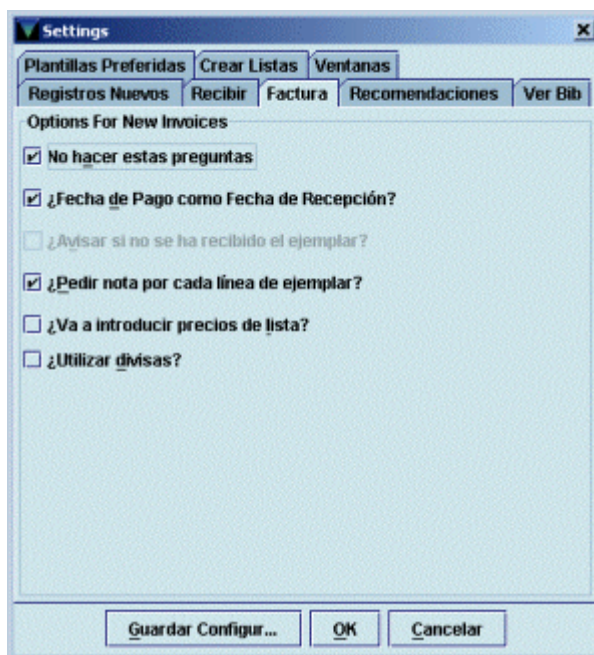 Settings
Plantillas Preferidas Crear Listas Ventanas
Registros Nuevos Recibir Factura Recomendaciones Ver Bib
Options For New Invoices
No hacer estas preguntas
¿Fecha de Pago como Fecha de Recepción?
¿Avisar si no se ha recibido el ejemplar?
¿Pedir nota por cada línea de ejemplar?
¿Va a introducir precios de lista?
¿Utilizar divisas?
Guardar Configur... OK Cancelar